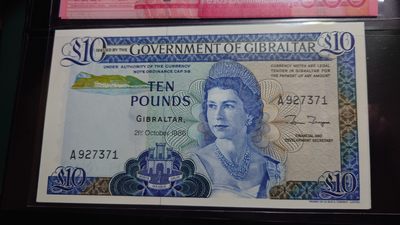 £10 ISSUED BY THE GOVERNMENT OF GIBRALTAR £10
UNDER AUTHORITY OF THE CURRENCY
NOTE ORDINANCE CAP 39
CURRENCY NOTES ARE LEGAL
TENDER IN GIBRALTAR FOR
THE PAYMENT OF ANY AMOUNT
TEN
POUNDS
GIBRALTAR,
21st October 1986
A927371
A927371
FINANCIAL AND
DEVELOPMENT SECRETARY
£10
£10